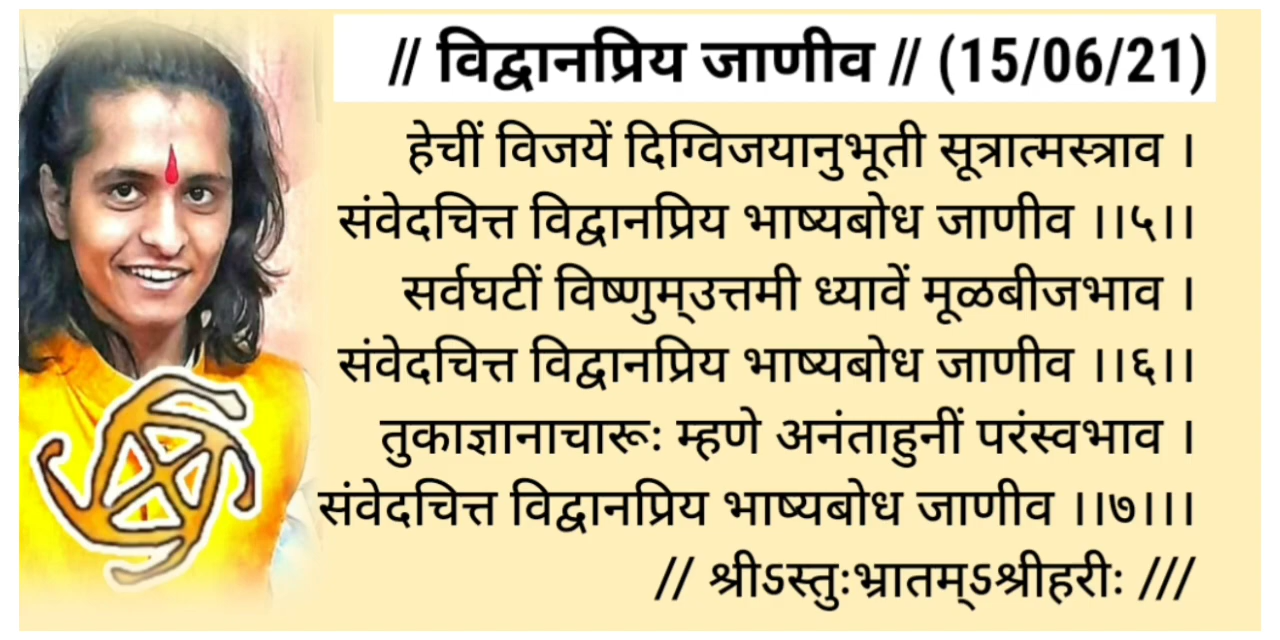 // विद्वानप्रिय जाणीव // (15/06/21)
हेचीं विजयें दिग्विजयानुभूती सूत्रात्मस्त्राव ।
संवेदचित्त विद्वानप्रिय भाष्यबोध जाणीव ।।५।।
सर्वघटीं विष्णुम्उत्तमी ध्यावें मूळबीजभाव ।
संवेदचित्त विद्वानप्रिय भाष्यबोध जाणीव ।।६।।
तुकाज्ञानाचारूः म्हणे अनंताहुनीं परंस्वभाव ।
संवेदचित्त विद्वानप्रिय भाष्यबोध जाणीव ।।७।।।
// श्रीऽस्तुःभ्रातम्ऽश्रीहरीः ///